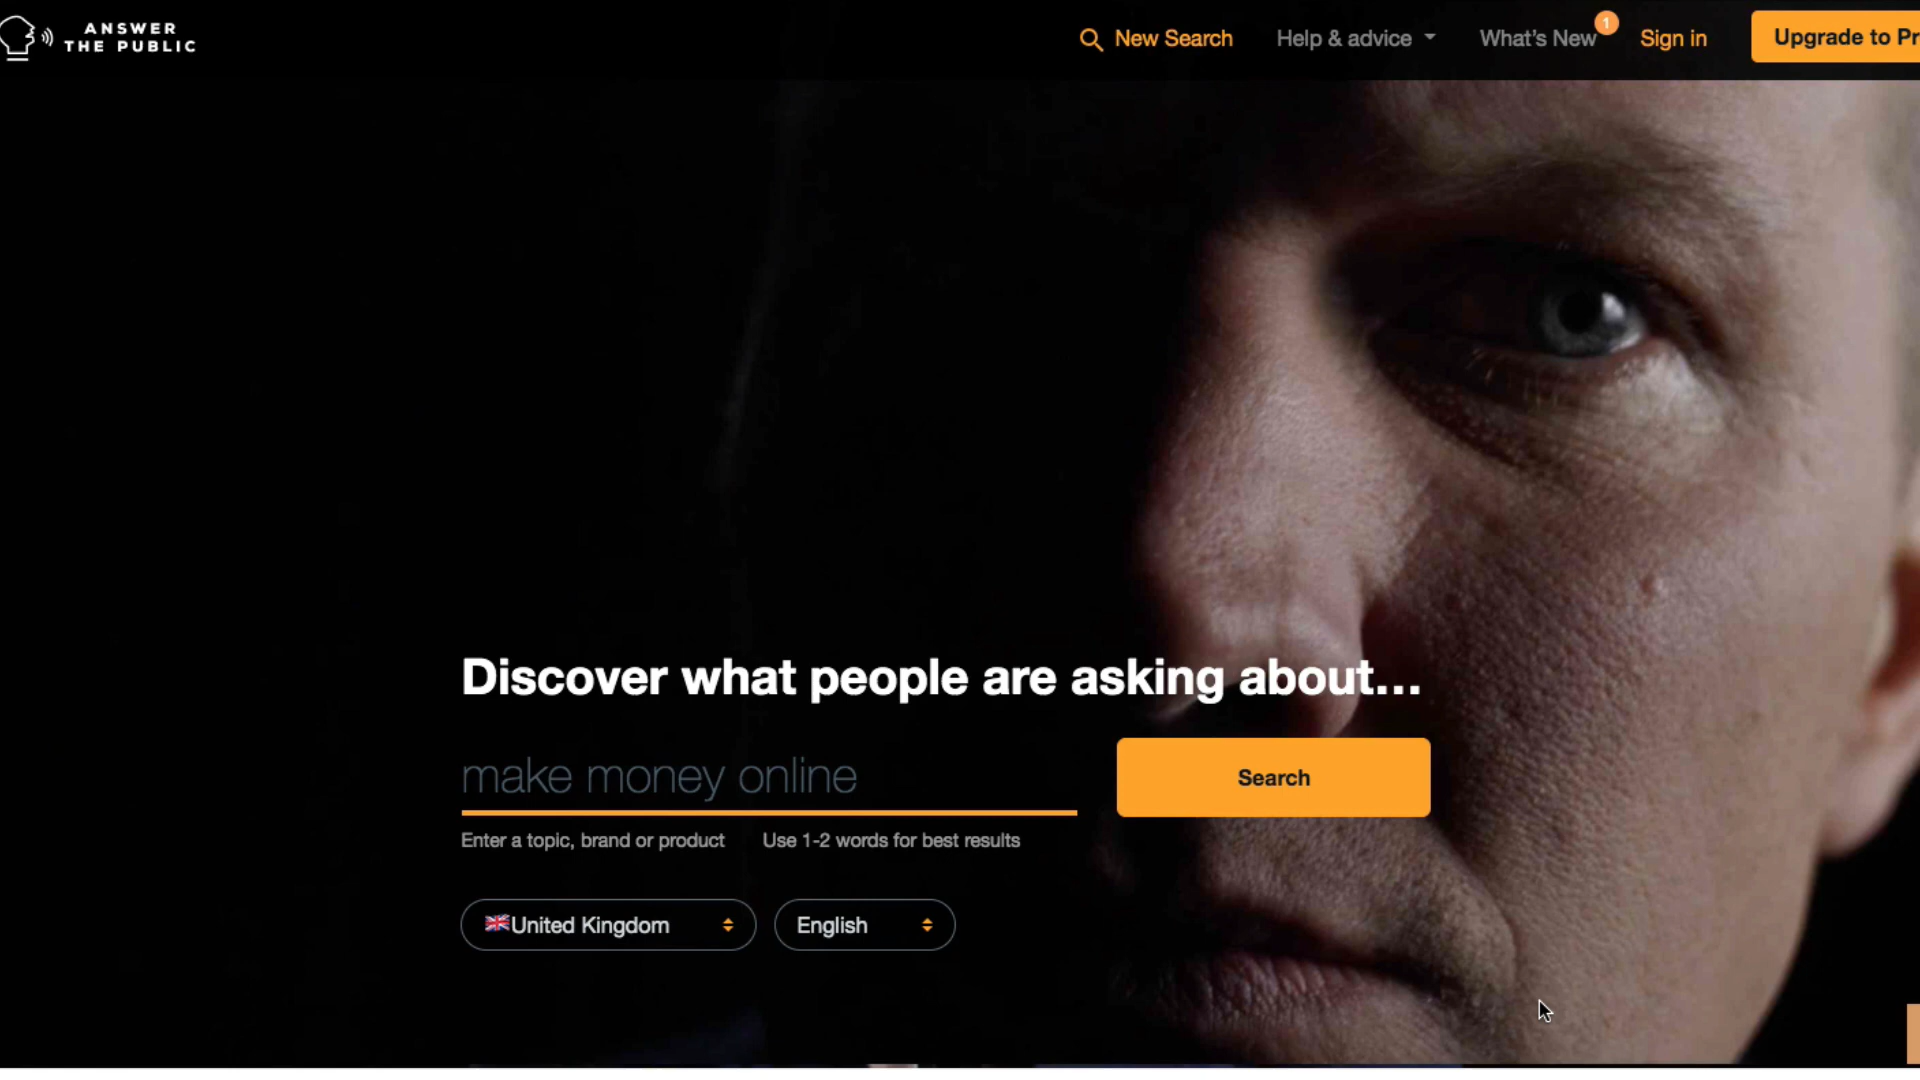 ANSWER
THE PUBLIC
New Search
Help & advice
What's New
1
Sign in
Upgrade to Pr
Discover what people are asking about...
make money online
Search
Enter a topic, brand or product
Use 1-2 words for best results
United Kingdom
English